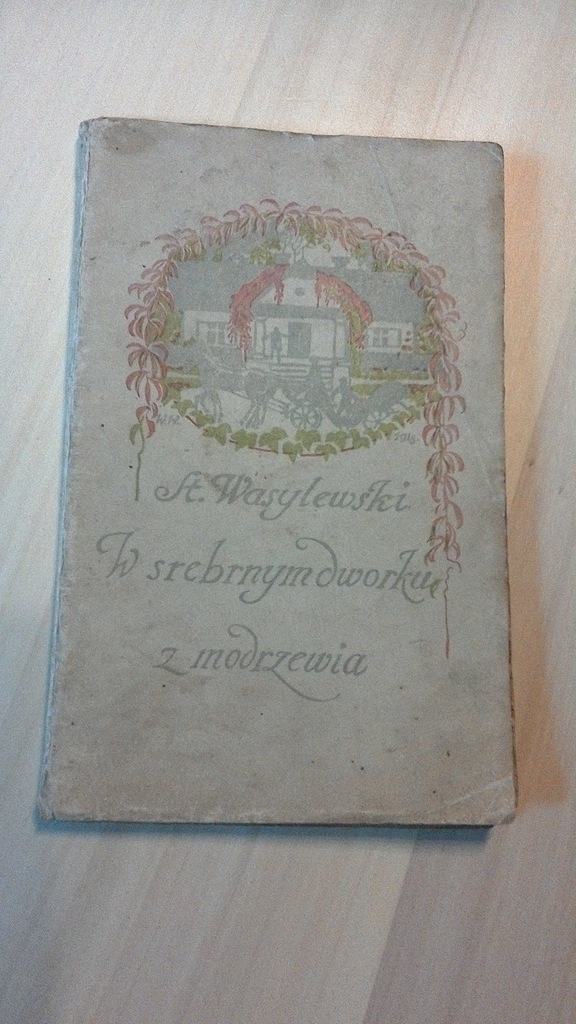 St. Wasylewski
W srebrnym dworku
z modrzewia